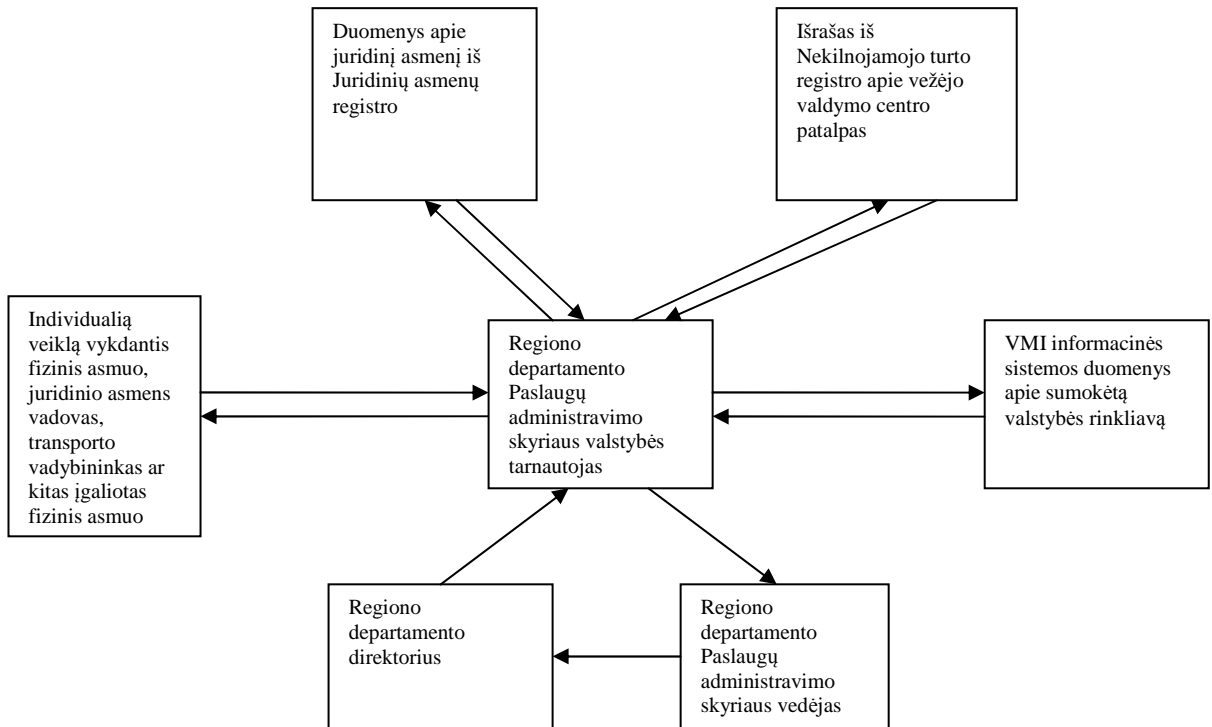 Duomenys apie
juridinį asmenį iš
Juridinių asmenų
registro
Išrašas iš
Nekilnojamojo turto
registro apie vežėjo
valdymo centro
patalpas
Individualią
veiklą vykdantis
fizinis asmuo,
juridinio asmens
vadovas,
transporto
vadybininkas ar
kitas įgaliotas
fizinis asmuo
Regiono
departamento
Paslaugų
administravimo
skyriaus valstybės
tarnautojas
VMI informacinės
sistemos duomenys
apie sumokėtą
valstybės rinkliavą
Regiono
departamento
direktorius
Regiono
departamento
Paslaugų
administravimo
skyriaus vedėjas